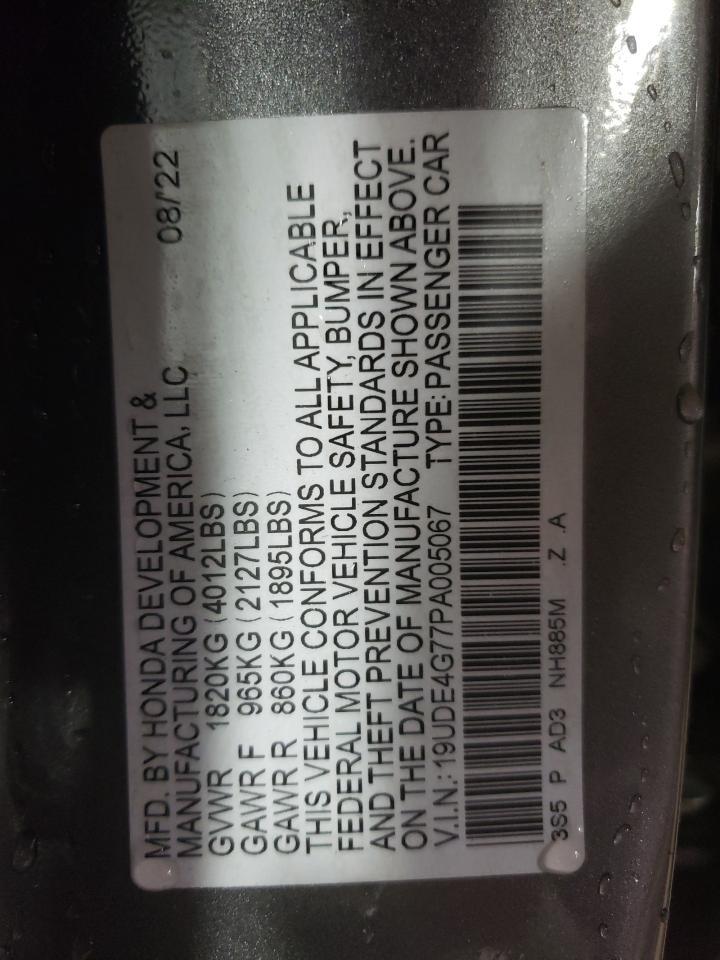 MFD. BY HONDA DEVELOPMENT &
MANUFACTURING OF AMERICA, LLC 08/'22
GVWR 1820KG (4012LBS)
GAWR F 965KG (2127LBS)
GAWR R 860KG (1895LBS)
THIS VEHICLE CONFORMS TO ALL APPLICABLE
FEDERAL MOTOR VEHICLE SAFETY, BUMPER,
AND THEFT PREVENTION STANDARDS IN EFFECT
ON THE DATE OF MANUFACTURE SHOWN ABOVE.
V.I.N.: 19UDE4G77PA005067 TYPE: PASSENGER CAR
3S5 P AD3 NH885M .Z .A